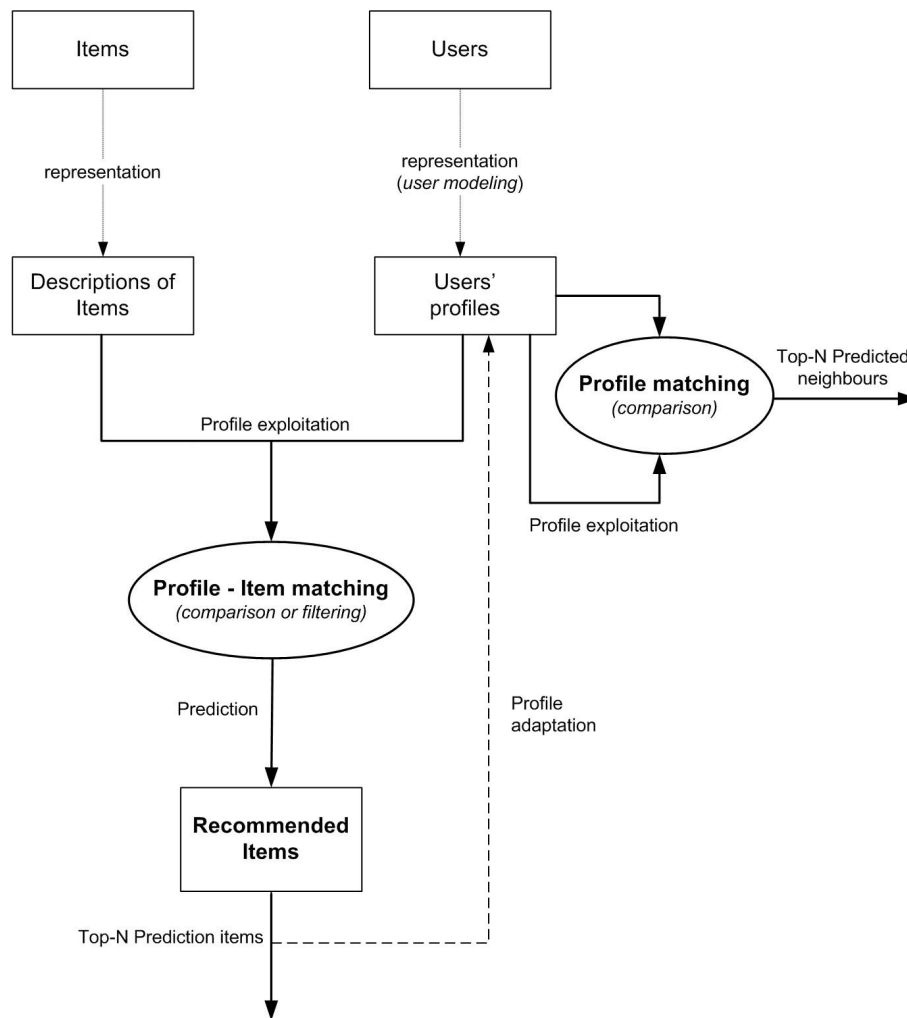 Items
Users
representation
representation
(user modeling)
Descriptions of
Items
Users’
profiles
Profile matching
(comparison)
Top-N Predicted
neighbours
Profile exploitation
Profile exploitation
Profile - Item matching
(comparison or filtering)
Prediction
Profile
adaptation
Recommended
Items
Top-N Prediction items